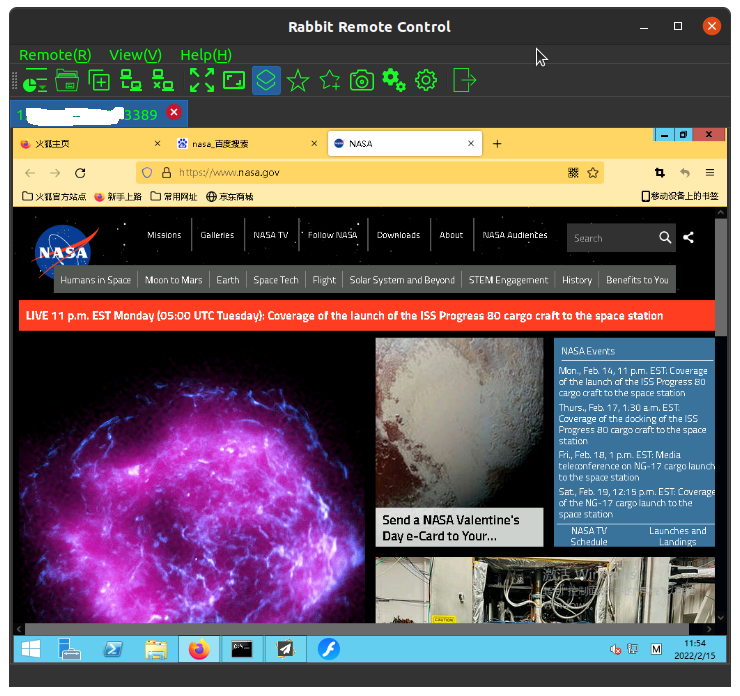 Rabbit Remote Control
Remote(R) View(V) Help(H)
3389
火狐主页
nasa_百度搜索
NASA
https://www.nasa.gov
火狐官方站点 新手上路 常用网址 京东商城 移动设备上的书签
Missions Galleries NASA TV Follow NASA Downloads About NASA Audiences
Search
NASA
Humans in Space Moon to Mars Earth Space Tech Flight Solar System and Beyond STEM Engagement History Benefits to You
LIVE 11 p.m. EST Monday (05:00 UTC Tuesday): Coverage of the launch of the ISS Progress 80 cargo craft to the space station
Send a NASA Valentine's
Day e-Card to Your...
NASA Events
Mon., Feb. 14, 11 p.m. EST: Coverage
of the launch of the ISS Progress 80
cargo craft to the space station
Thurs., Feb. 17, 1:30 a.m. EST:
Coverage of the docking of the ISS
Progress 80 cargo craft to the space
station
Fri., Feb. 18, 1 p.m. EST: Media
teleconference on NG-17 cargo launch
to the space station
Sat., Feb. 19, 12:15 p.m. EST: Coverage
of the NG-17 cargo launch to the
space station
NASA TV
Schedule
Launches and
Landings
CAUTION
M
11:54
2022/2/15